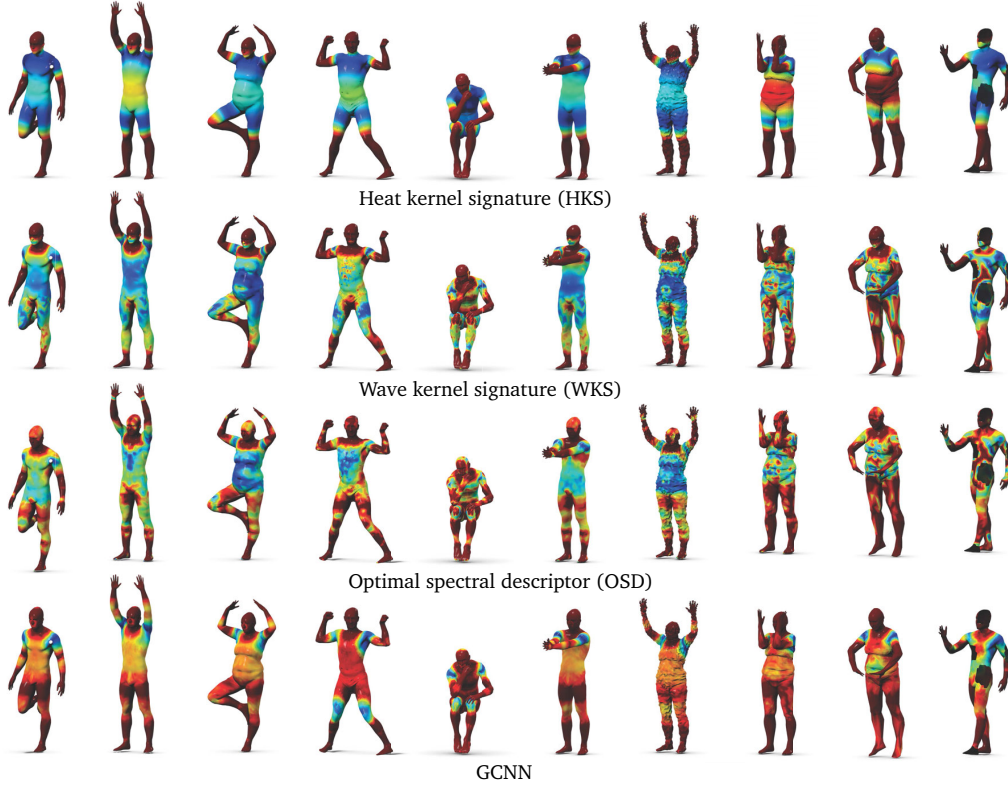 Heat kernel signature (HKS)
Wave kernel signature (WKS)
Optimal spectral descriptor (OSD)
GCNN